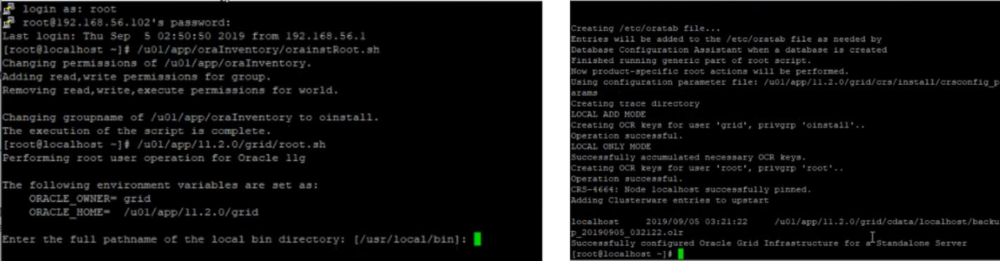 login as: root
root@192.168.56.102's password:
Last login: Thu Sep  5 02:50:50 2019 from 192.168.56.1
[root@localhost ~]# /u01/app/oraInventory/orainstRoot.sh
Changing permissions of /u01/app/oraInventory.
Adding read,write permissions for group.
Removing read,write,execute permissions for world.
Changing groupname of /u01/app/oraInventory to oinstall.
The execution of the script is complete.
[root@localhost ~]# /u01/app/11.2.0/grid/root.sh
Performing root user operation for Oracle 11g
The following environment variables are set as:
ORACLE_OWNER= grid
ORACLE_HOME=  /u01/app/11.2.0/grid
Enter the full pathname of the local bin directory: [/usr/local/bin]:
Creating /etc/oratab file...
Entries will be added to the /etc/oratab file as needed by
Database Configuration Assistant when a database is created
Finished running generic part of root script.
Now product-specific root actions will be performed.
Using configuration parameter file: /u01/app/11.2.0/grid/crs/install/crsconfig_p
arams
Creating trace directory
LOCAL ADD MODE
Creating OCR keys for user 'grid', privgrp 'oinstall'..
Operation successful.
LOCAL ONLY MODE
Successfully accumulated necessary OCR keys.
Creating OCR keys for user 'root', privgrp 'root'..
Operation successful.
CRS-4664: Node localhost successfully pinned.
Adding Clusterware entries to upstart
localhost     2019/09/05 03:21:22     /u01/app/11.2.0/grid/cdata/localhost/backu
p_20190905_032122.olr
Successfully configured Oracle Grid Infrastructure for a Standalone Server
[root@localhost ~]#